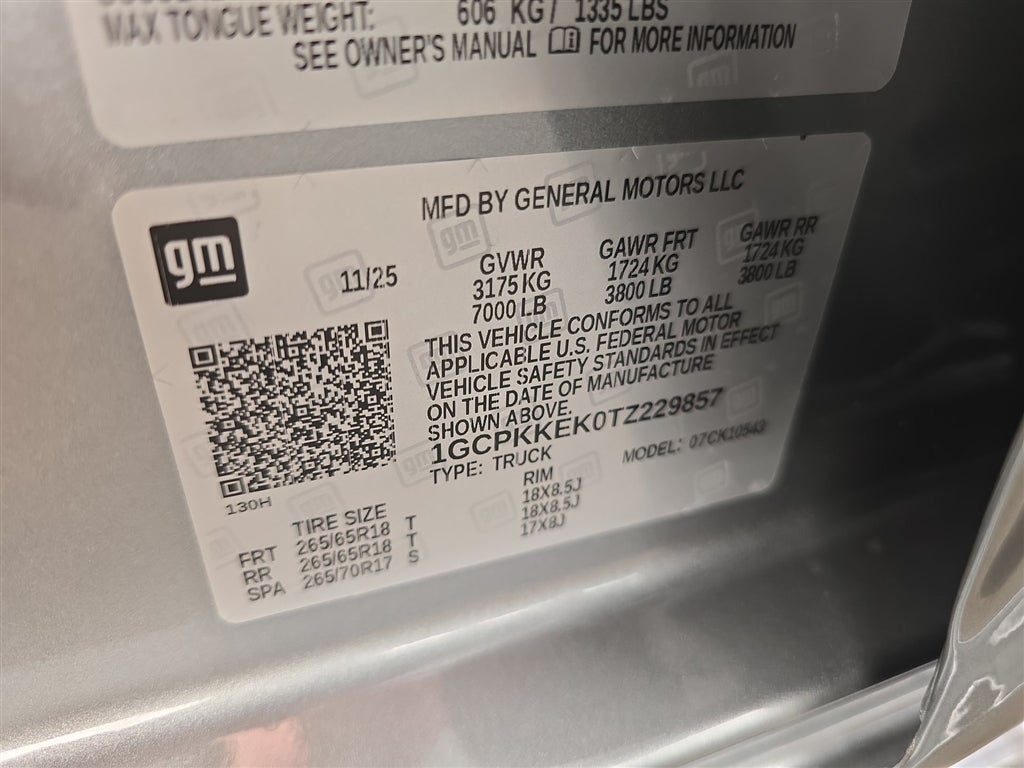 MAX TONGUE WEIGHT: 606 KG / 1335 LBS
SEE OWNER'S MANUAL FOR MORE INFORMATION
MFD BY GENERAL MOTORS LLC
gm
11/25
GVWR
3175 KG
7000 LB
GAWR FRT
1724 KG
3800 LB
GAWR RR
1724 KG
3800 LB
THIS VEHICLE CONFORMS TO ALL
APPLICABLE U.S. FEDERAL MOTOR
VEHICLE SAFETY STANDARDS IN EFFECT
ON THE DATE OF MANUFACTURE
SHOWN ABOVE.
1GCPKKEK0TZ229857
TYPE: TRUCK
MODEL: 07CK10543
130H
TIRE SIZE RIM
FRT 265/65R18 T 18X8.5J
RR 265/65R18 T 18X8.5J
SPA 265/70R17 S 17X8J